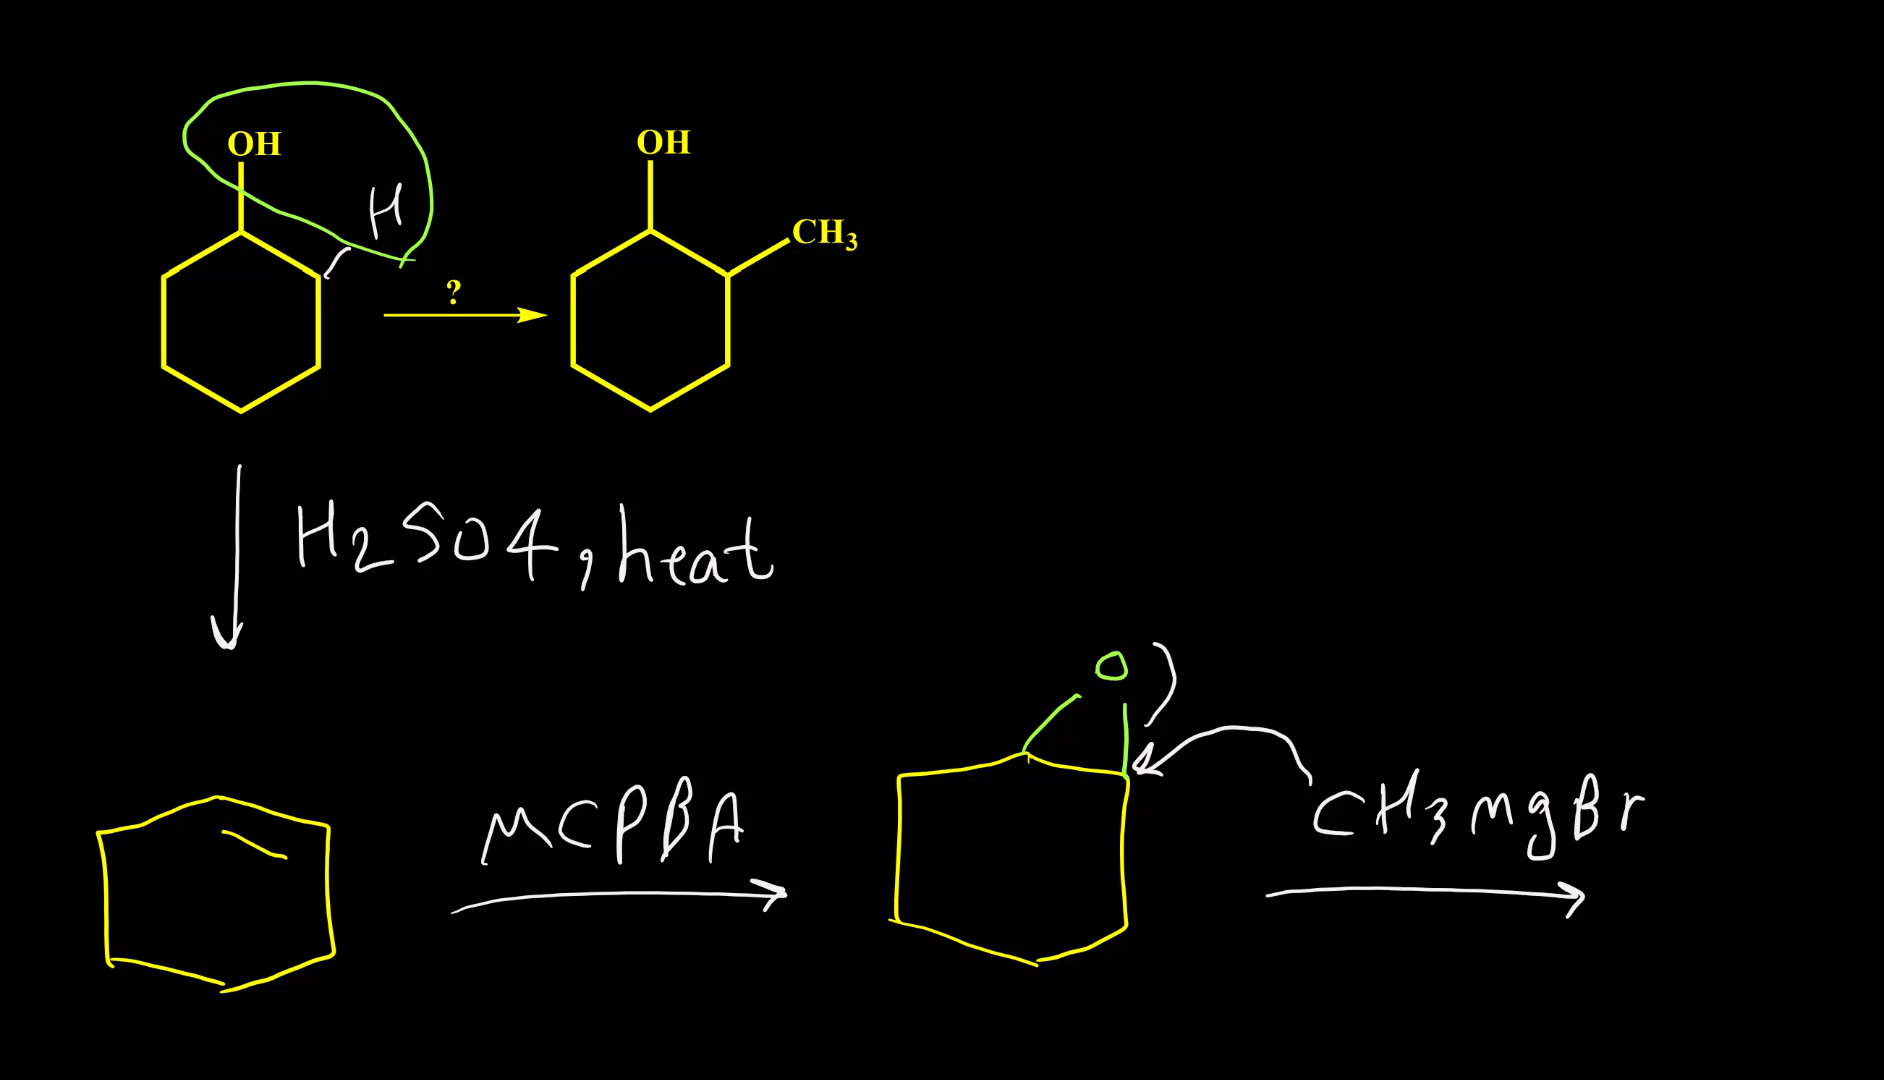 OH
OH
H
CH₃
?
H2SO4, heat
O
MCPBA
CH3MgBr